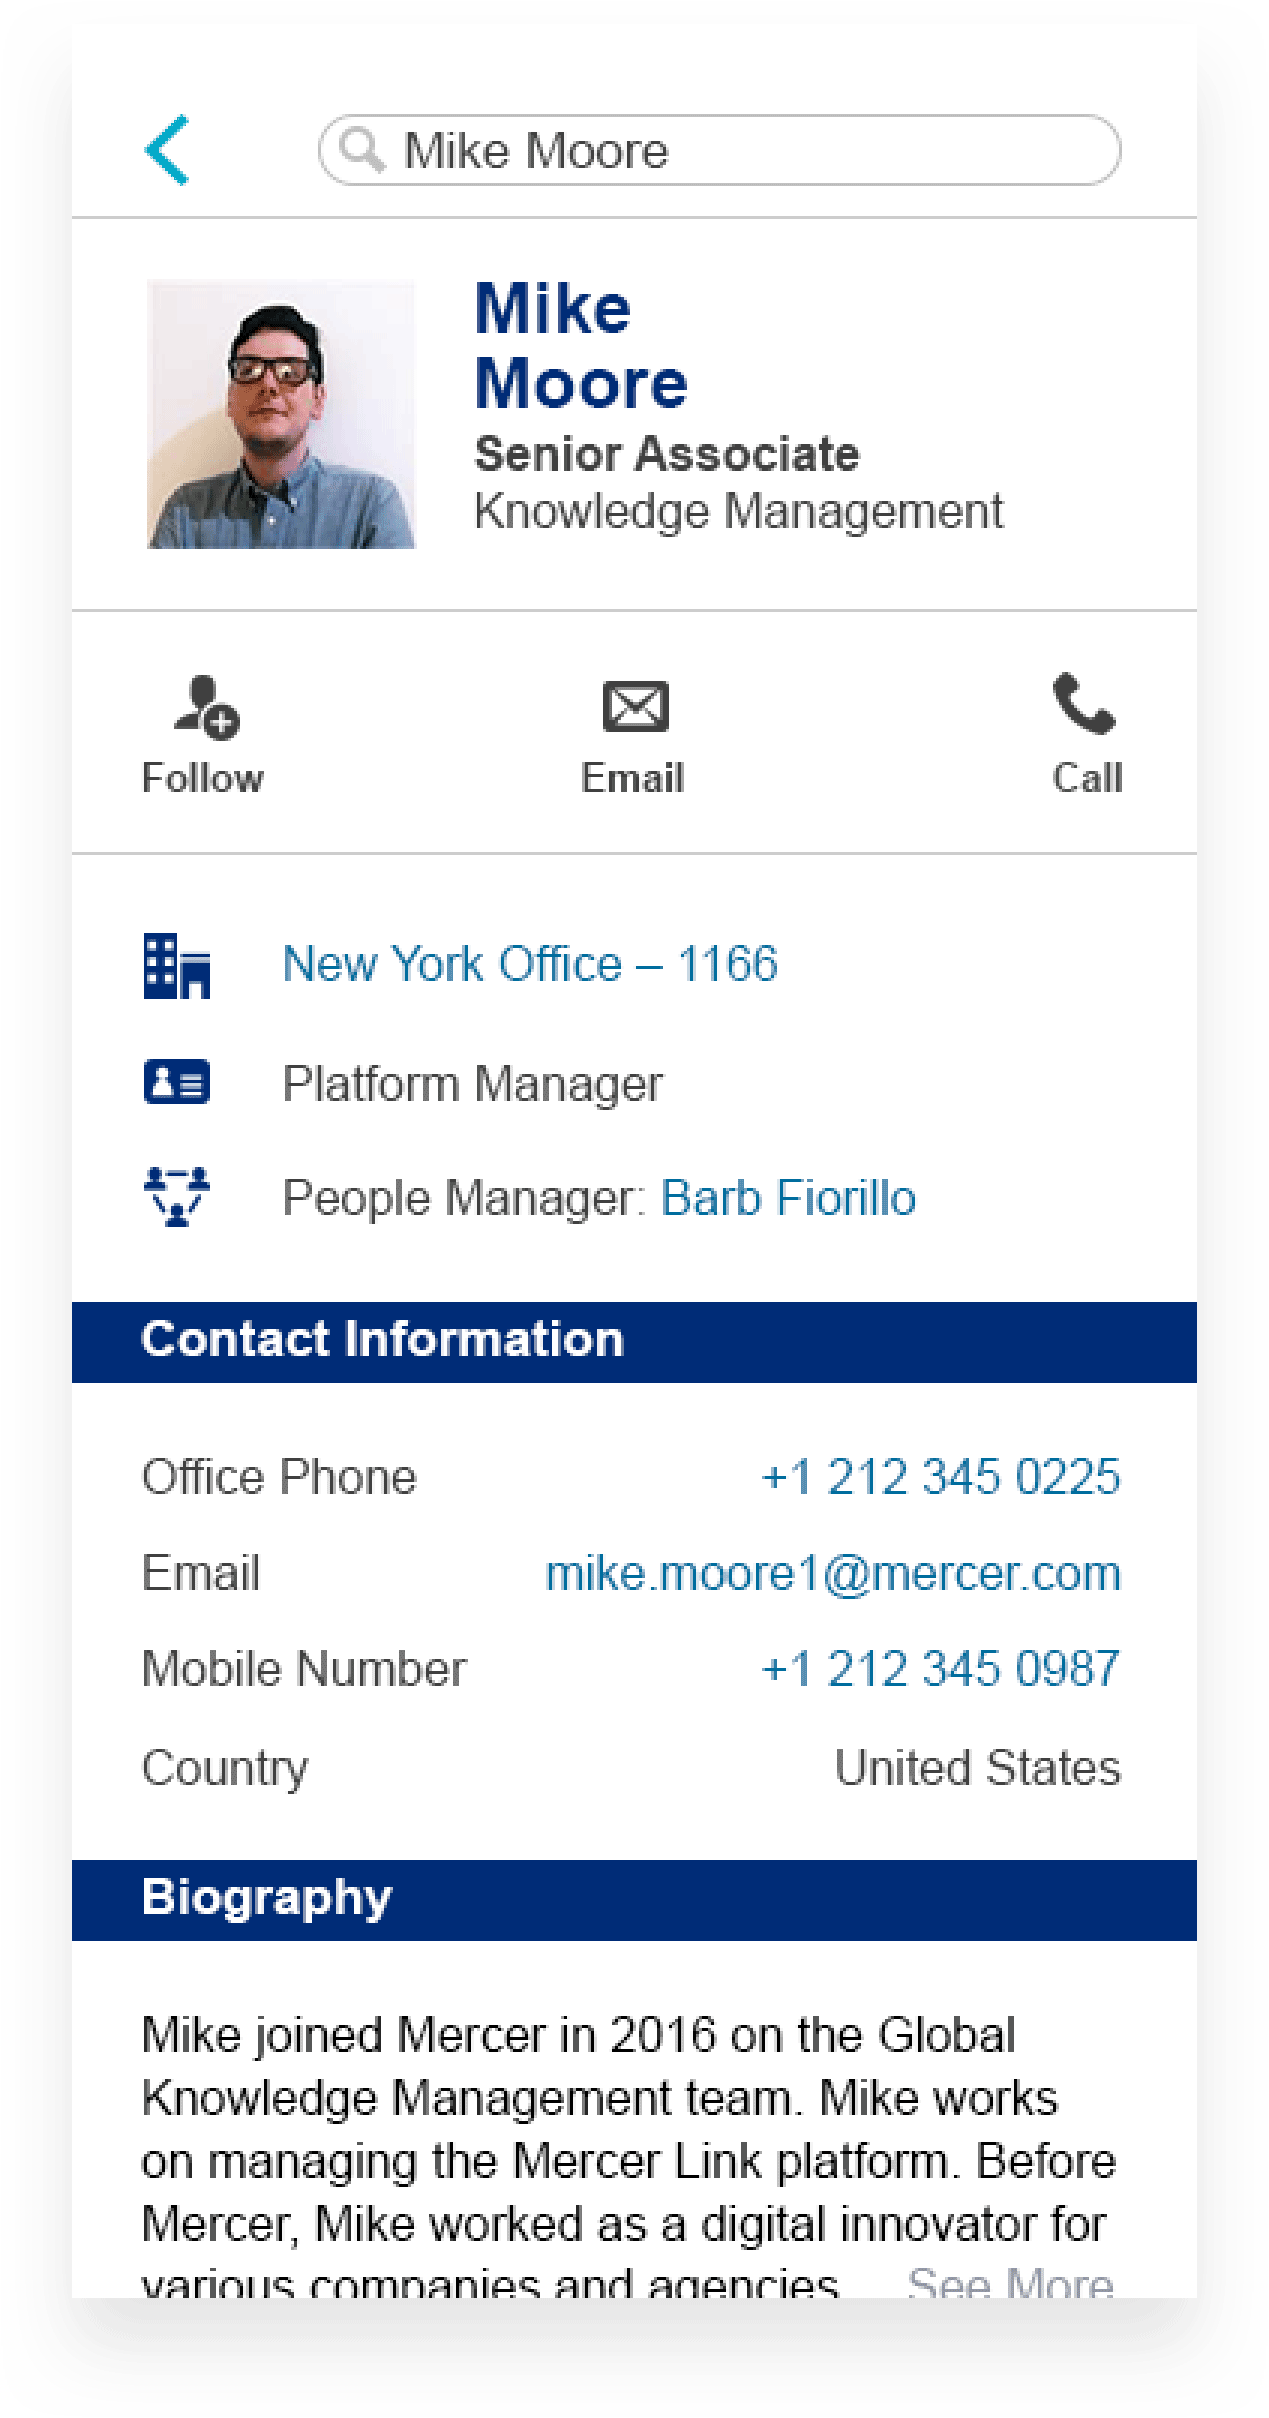 Mike Moore
Mike
Moore
Senior Associate
Knowledge Management
Follow
Email
Call
New York Office – 1166
Platform Manager
People Manager: Barb Fiorillo
Contact Information
Office Phone +1 212 345 0225
Email mike.moore1@mercer.com
Mobile Number +1 212 345 0987
Country United States
Biography
Mike joined Mercer in 2016 on the Global
Knowledge Management team. Mike works
on managing the Mercer Link platform. Before
Mercer, Mike worked as a digital innovator for
various companies and agencies See More